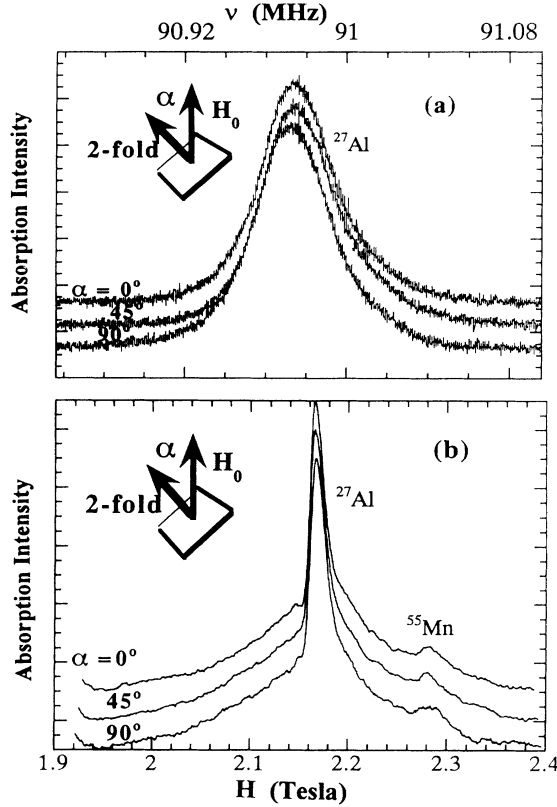 ν (MHz)
90.92 91 91.08
Absorption Intensity
α
H0
2-fold
(a)
27Al
α = 0°
45°
90°
Absorption Intensity
α
H0
2-fold
(b)
27Al
55Mn
α = 0°
45°
90°
1.9 2 2.1 2.2 2.3 2.4
H (Tesla)